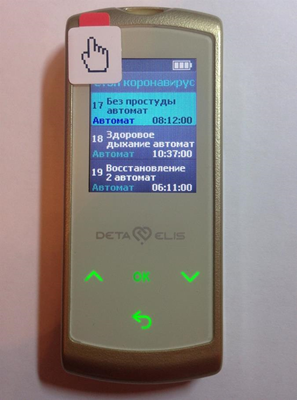 Стоп коронавирус
17 Без простуды
автомат
Автомат 08:12:00
18 Здоровое
дыхание автомат
Автомат 10:37:00
19 Восстановление
2 автомат
Автомат 06:11:00
DETA ELIS
OK